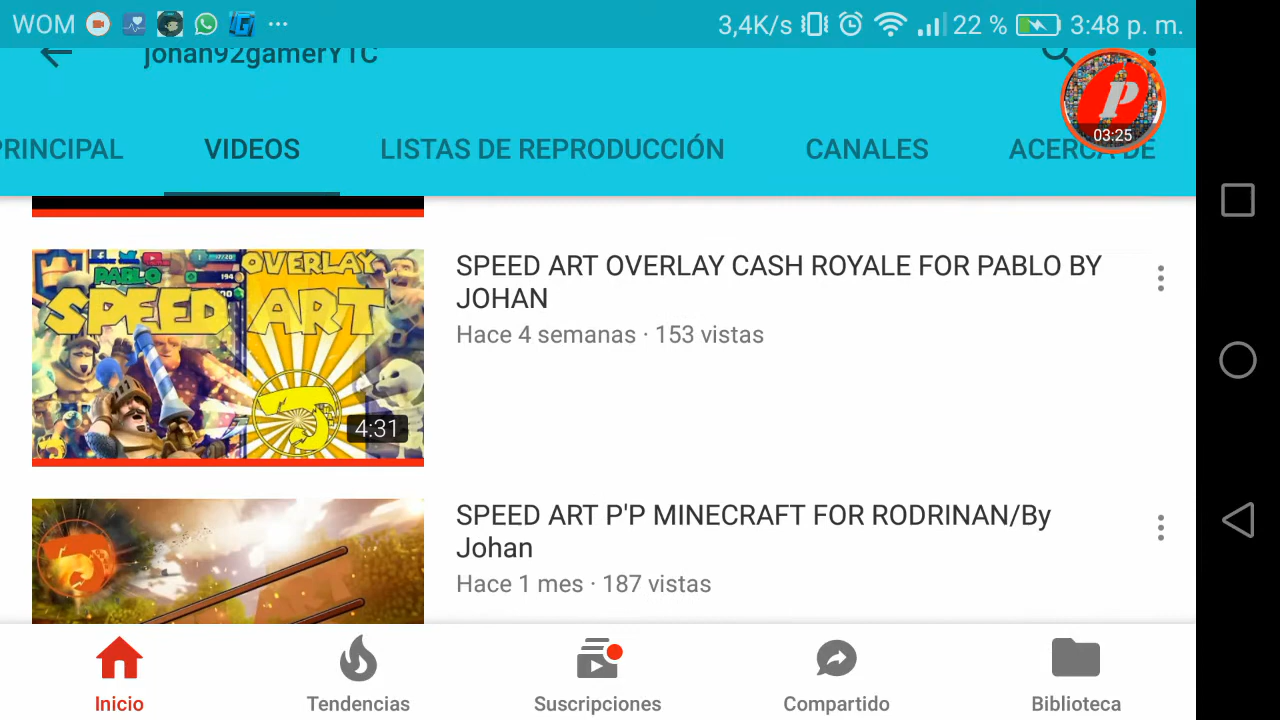 WOM
3,4K/s 22 % 3:48 p. m.
johan92gamerYTC
03:25
PRINCIPAL VIDEOS LISTAS DE REPRODUCCIÓN CANALES ACERCA DE
PABLO
194
OVERLAY
SPEED ART
4:31
SPEED ART OVERLAY CASH ROYALE FOR PABLO BY
JOHAN
Hace 4 semanas · 153 vistas
SPEED ART P'P MINECRAFT FOR RODRINAN/By
Johan
Hace 1 mes · 187 vistas
Inicio Tendencias Suscripciones Compartido Biblioteca